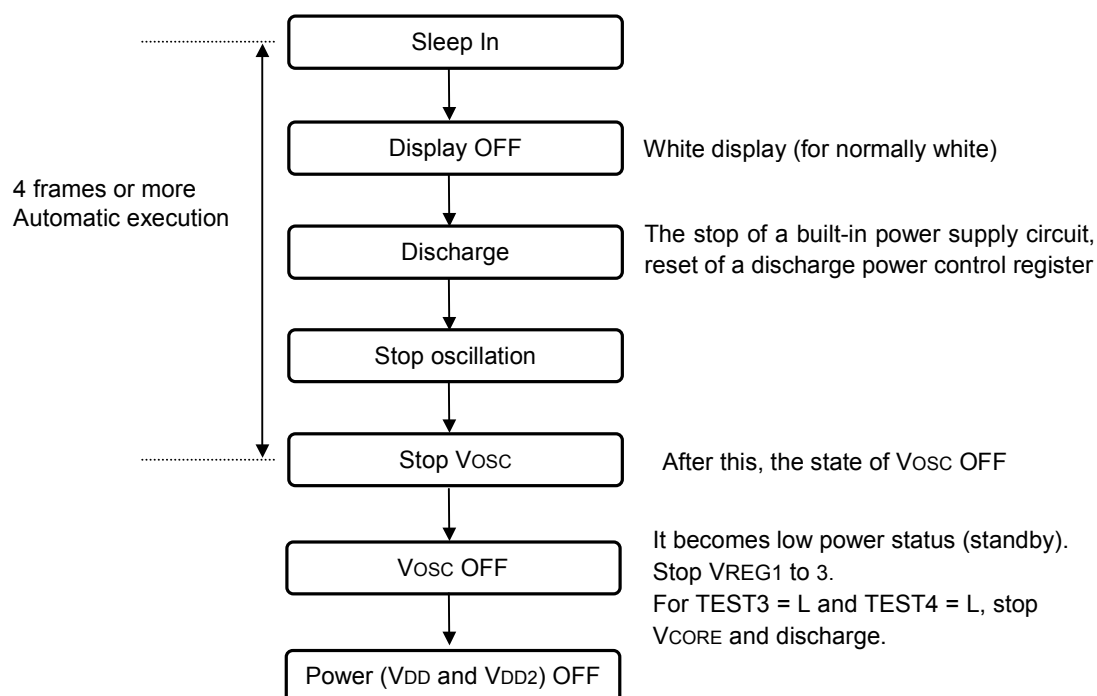 Sleep In
Display OFF
White display (for normally white)
4 frames or more
Automatic execution
Discharge
The stop of a built-in power supply circuit,
reset of a discharge power control register
Stop oscillation
Stop VOSC
After this, the state of VOSC OFF
VOSC OFF
It becomes low power status (standby).
Stop VREG1 to 3.
For TEST3 = L and TEST4 = L, stop
VCORE and discharge.
Power (VDD and VDD2) OFF